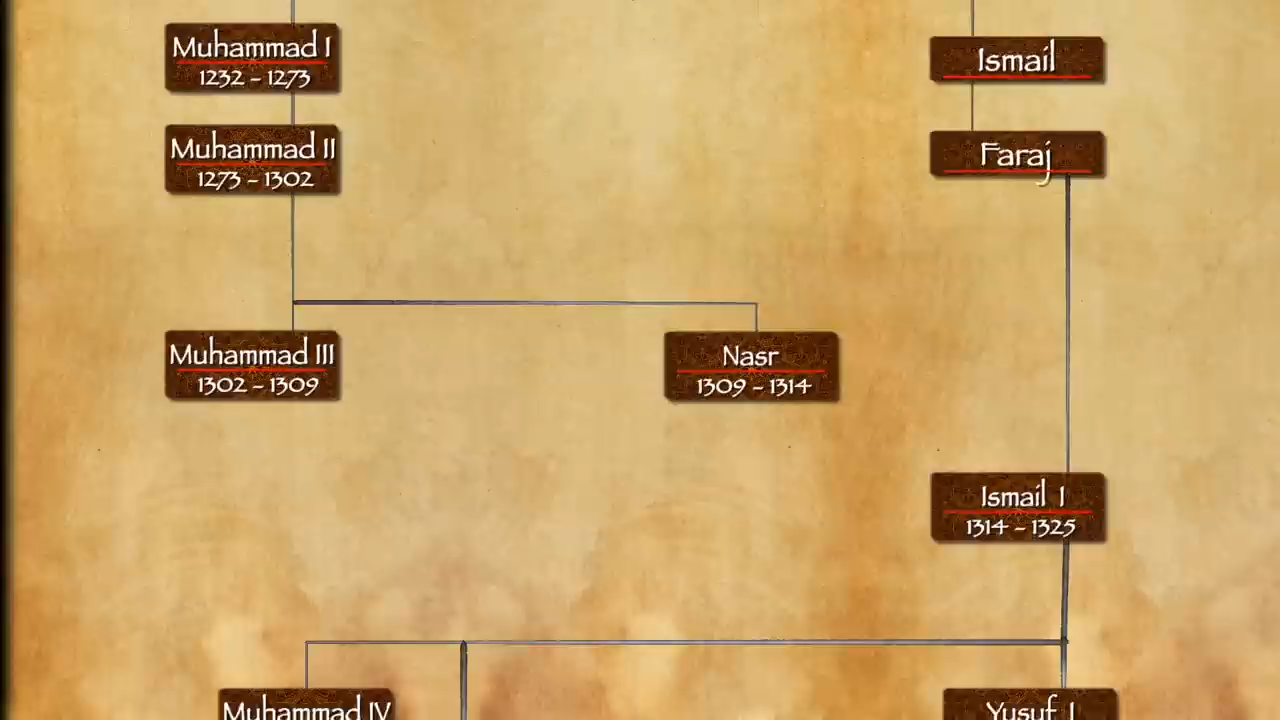 Muhammad I
1232 - 1273
Ismail
Muhammad II
1273 - 1302
Faraj
Muhammad III
1302 - 1309
Nasr
1309 - 1314
Ismail I
1314 - 1325
Muhammad IV
Yusuf I